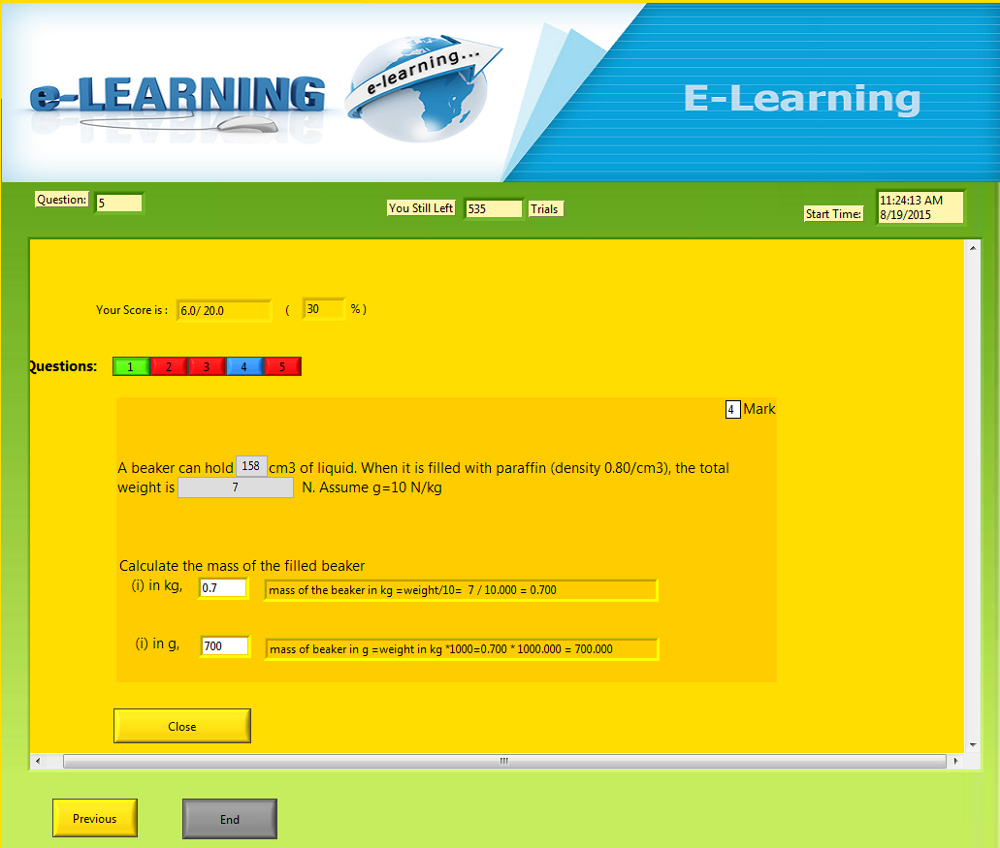 e-LEARNING
e-learning...
E-Learning
Question: 5
You Still Left 535 Trials
Start Time: 11:24:13 AM
8/19/2015
Your Score is : 6.0/ 20.0 ( 30 % )
Questions: 1 2 3 4 5
4 Mark
A beaker can hold 158 cm3 of liquid. When it is filled with paraffin (density 0.80/cm3), the total
weight is 7 N. Assume g=10 N/kg
Calculate the mass of the filled beaker
(i) in kg, 0.7 mass of the beaker in kg =weight/10= 7 / 10.000 = 0.700
(i) in g, 700 mass of beaker in g =weight in kg *1000=0.700 * 1000.000 = 700.000
Close
Previous End